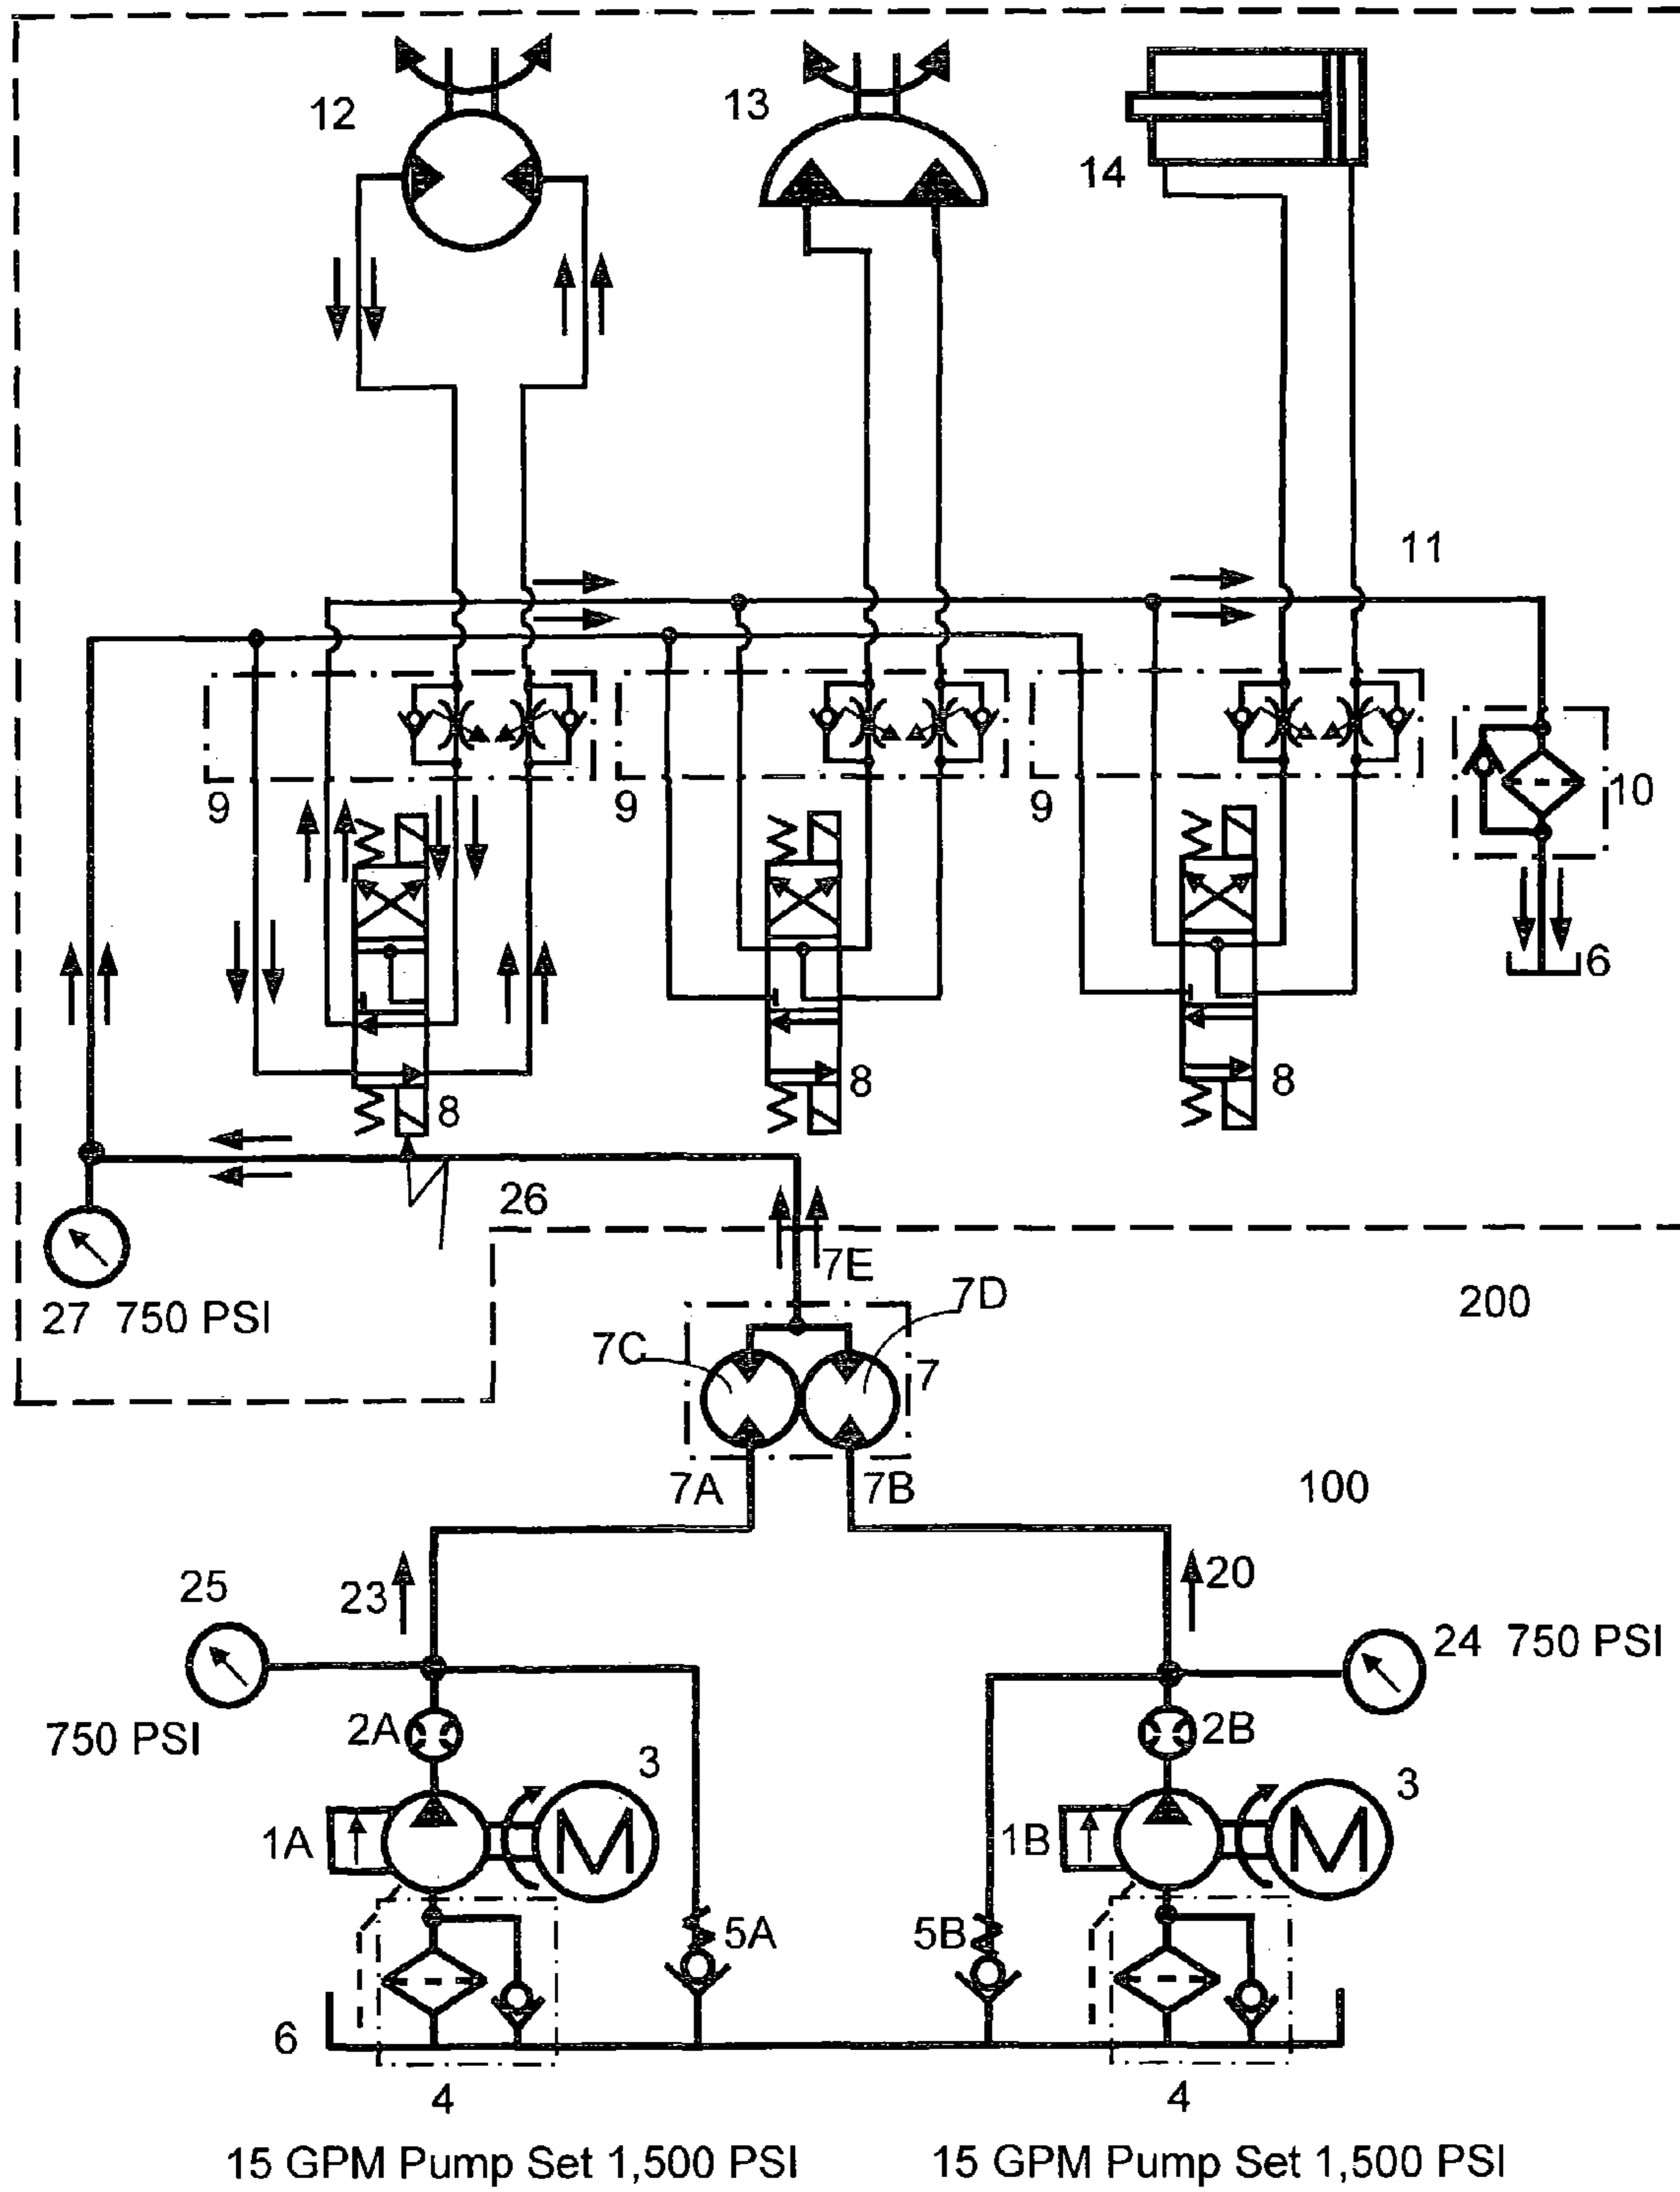 12
13
14
11
9
9
9
10
6
8
8
8
26
7E
7D
27 750 PSI
200
7C
7
7A
7B
100
25
23
20
24 750 PSI
750 PSI
2A
2B
3
3
1A
M
1B
M
5A
5B
6
4
4
15 GPM Pump Set 1,500 PSI
15 GPM Pump Set 1,500 PSI